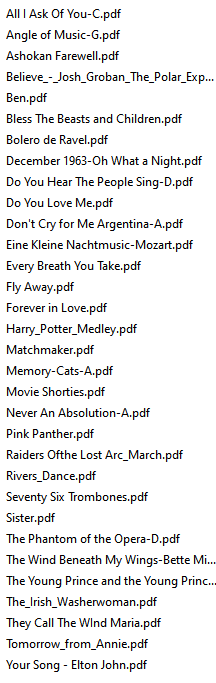 All I Ask Of You-C.pdf
Angle of Music-G.pdf
Ashokan Farewell.pdf
Believe_-_Josh_Groban_The_Polar_Exp...
Ben.pdf
Bless The Beasts and Children.pdf
Bolero de Ravel.pdf
December 1963-Oh What a Night.pdf
Do You Hear The People Sing-D.pdf
Do You Love Me.pdf
Don't Cry for Me Argentina-A.pdf
Eine Kleine Nachtmusic-Mozart.pdf
Every Breath You Take.pdf
Fly Away.pdf
Forever in Love.pdf
Harry_Potter_Medley.pdf
Matchmaker.pdf
Memory-Cats-A.pdf
Movie Shorties.pdf
Never An Absolution-A.pdf
Pink Panther.pdf
Raiders Ofthe Lost Arc_March.pdf
Rivers_Dance.pdf
Seventy Six Trombones.pdf
Sister.pdf
The Phantom of the Opera-D.pdf
The Wind Beneath My Wings-Bette Mi...
The Young Prince and the Young Princ...
The_Irish_Washerwoman.pdf
They Call The WInd Maria.pdf
Tomorrow_from_Annie.pdf
Your Song - Elton John.pdf